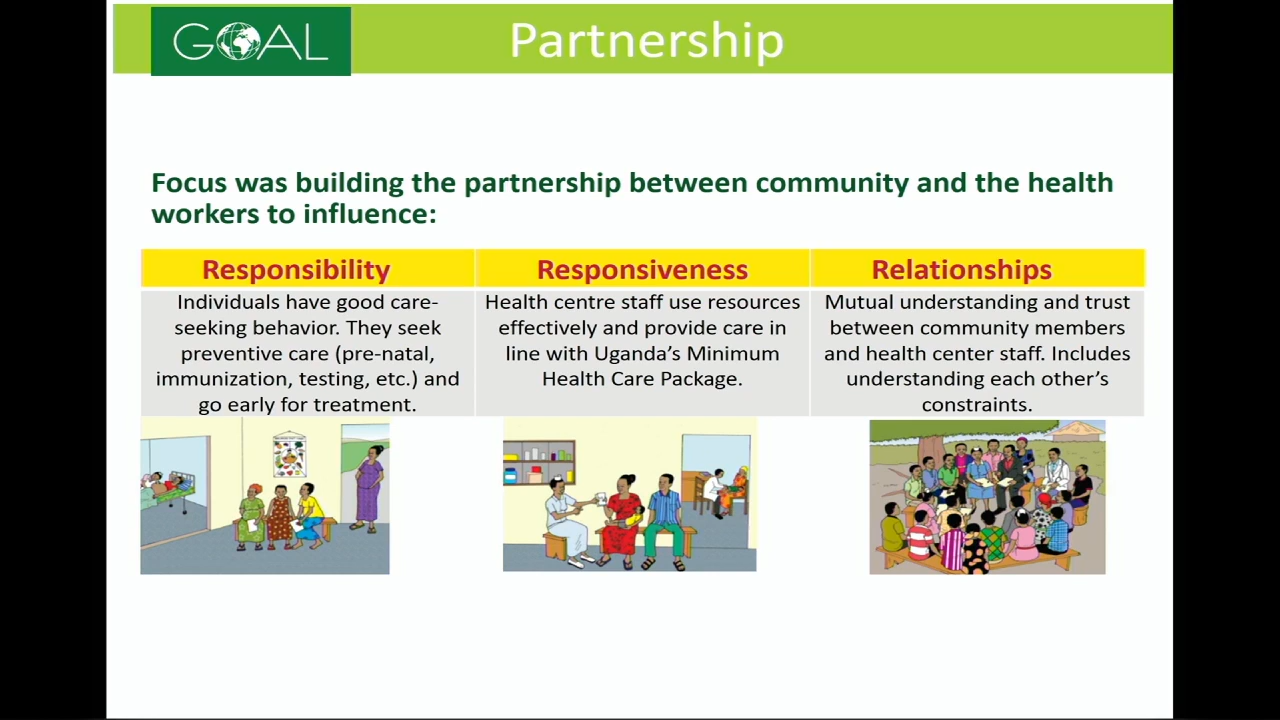 GOAL
Partnership
Focus was building the partnership between community and the health
workers to influence:
Responsibility
Individuals have good care-
seeking behavior. They seek
preventive care (pre-natal,
immunization, testing, etc.) and
go early for treatment.
Responsiveness
Health centre staff use resources
effectively and provide care in
line with Uganda’s Minimum
Health Care Package.
Relationships
Mutual understanding and trust
between community members
and health center staff. Includes
understanding each other’s
constraints.